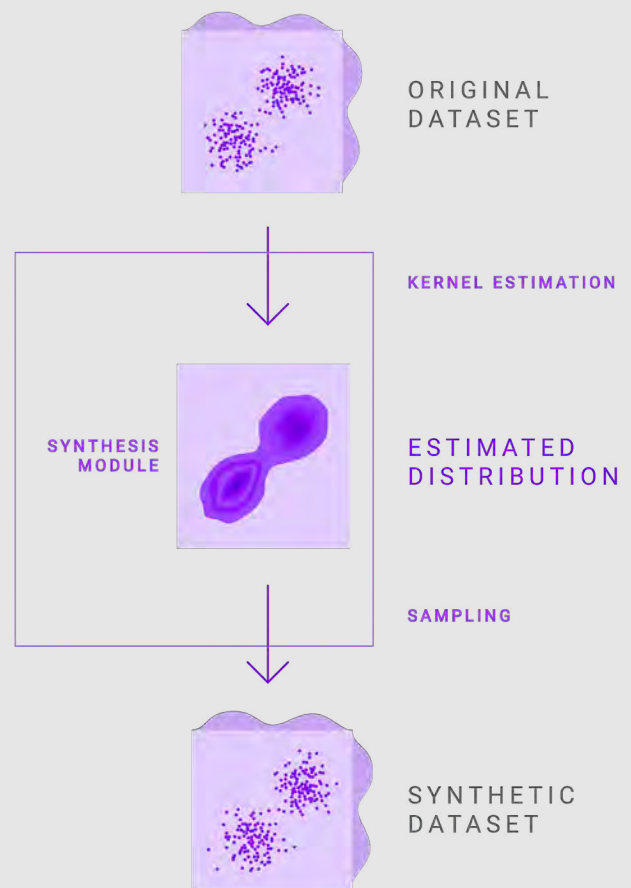 ORIGINAL
DATASET
KERNEL ESTIMATION
SYNTHESIS
MODULE
ESTIMATED
DISTRIBUTION
SAMPLING
SYNTHETIC
DATASET